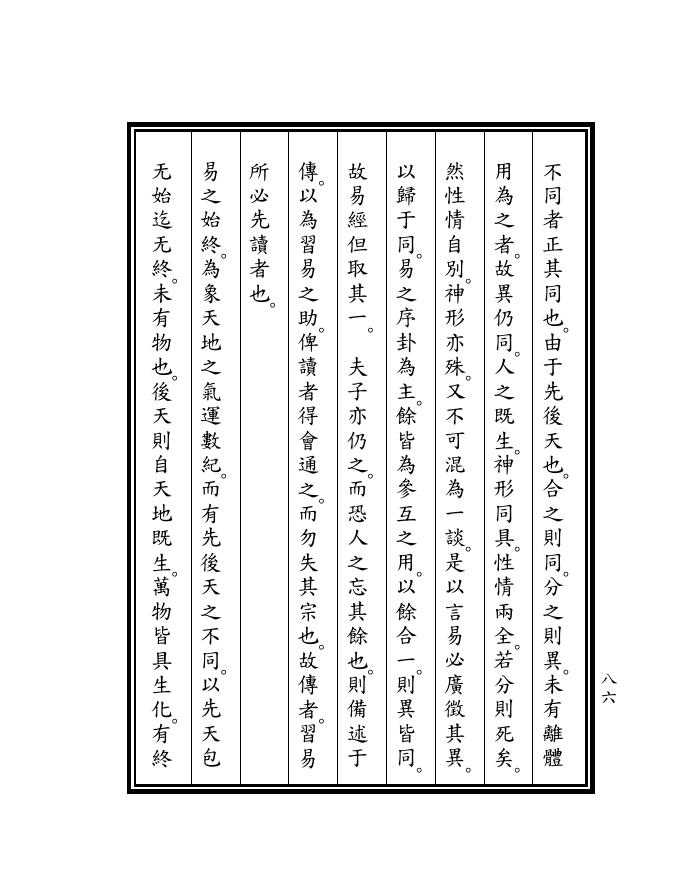 不同者正其同也。由于先後天也。合之則同。分之則異。未有離體
用為之者。故異仍同。人之既生。神形同具。性情兩全。若分則死矣。
然性情自別。神形亦殊。又不可混為一談。是以言易必廣徵其異。
以歸于同。易之序卦為主。餘皆為參互之用。以餘合一。則異皆同。
故易經但取其一。　夫子亦仍之。而恐人之忘其餘也。則備述于
傳。以為習易之助。俾讀者得會通之。而勿失其宗也。故傳者。習易
所必先讀者也。
易之始終。為象天地之氣運數紀。而有先後天之不同。以先天包
无始迄无終。未有物也。後天則自天地既生。萬物皆具生化。有終
八六